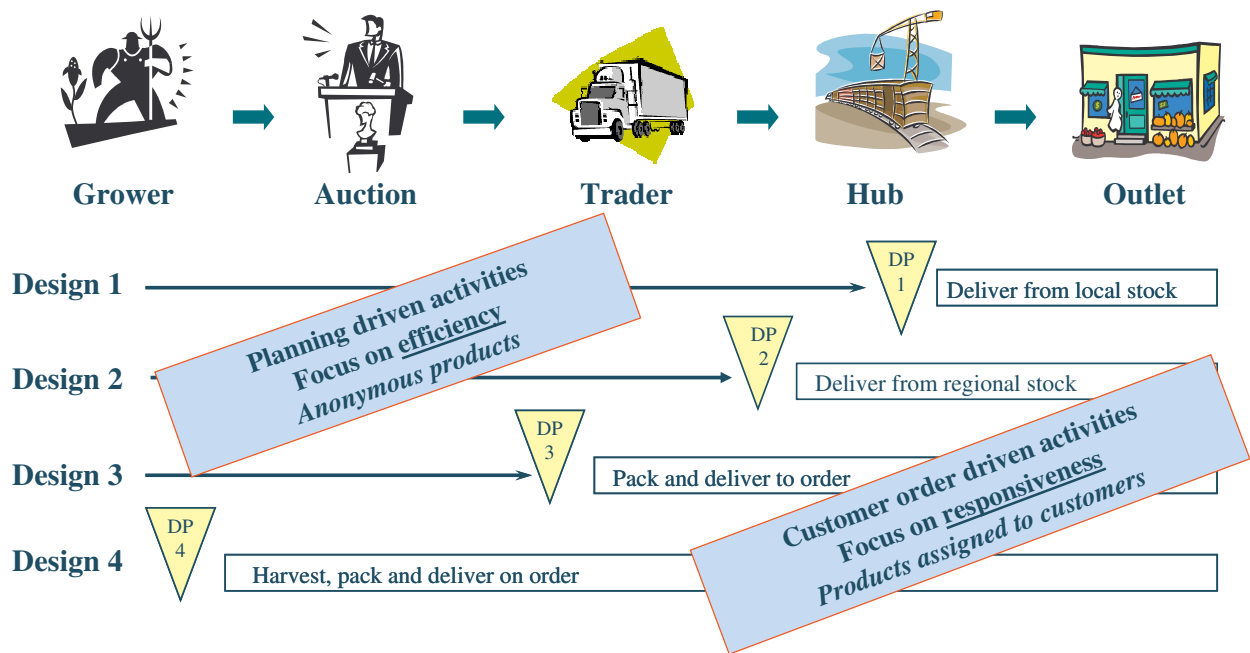 Grower
Auction
Trader
Hub
Outlet
Design 1
DP
1
Deliver from local stock
Planning driven activities
Focus on efficiency
Anonymous products
Design 2
DP
2
Deliver from regional stock
Design 3
DP
3
Pack and deliver to order
Customer order driven activities
Focus on responsiveness
Products assigned to customers
Design 4
DP
4
Harvest, pack and deliver on order